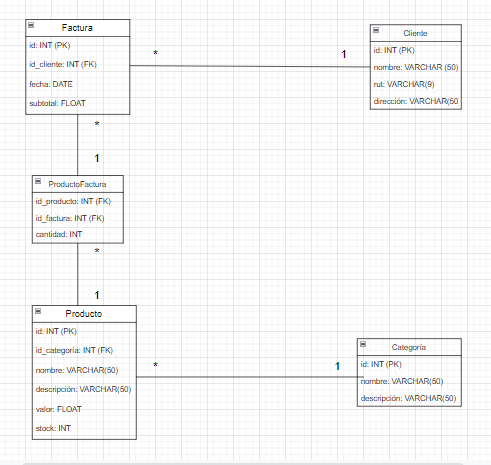 Factura
id: INT (PK)
id_cliente: INT (FK)
fecha: DATE
subtotal: FLOAT
*
1
Cliente
id: INT (PK)
nombre: VARCHAR (50)
rut: VARCHAR(9)
dirección: VARCHAR(50
*
1
ProductoFactura
id_producto: INT (FK)
id_factura: INT (FK)
cantidad: INT
*
1
Producto
id: INT (PK)
id_categoría: INT (FK)
nombre: VARCHAR(50)
descripción: VARCHAR(50)
valor: FLOAT
stock: INT
*
1
Categoría
id: INT (PK)
nombre: VARCHAR(50)
descripción: VARCHAR(50)